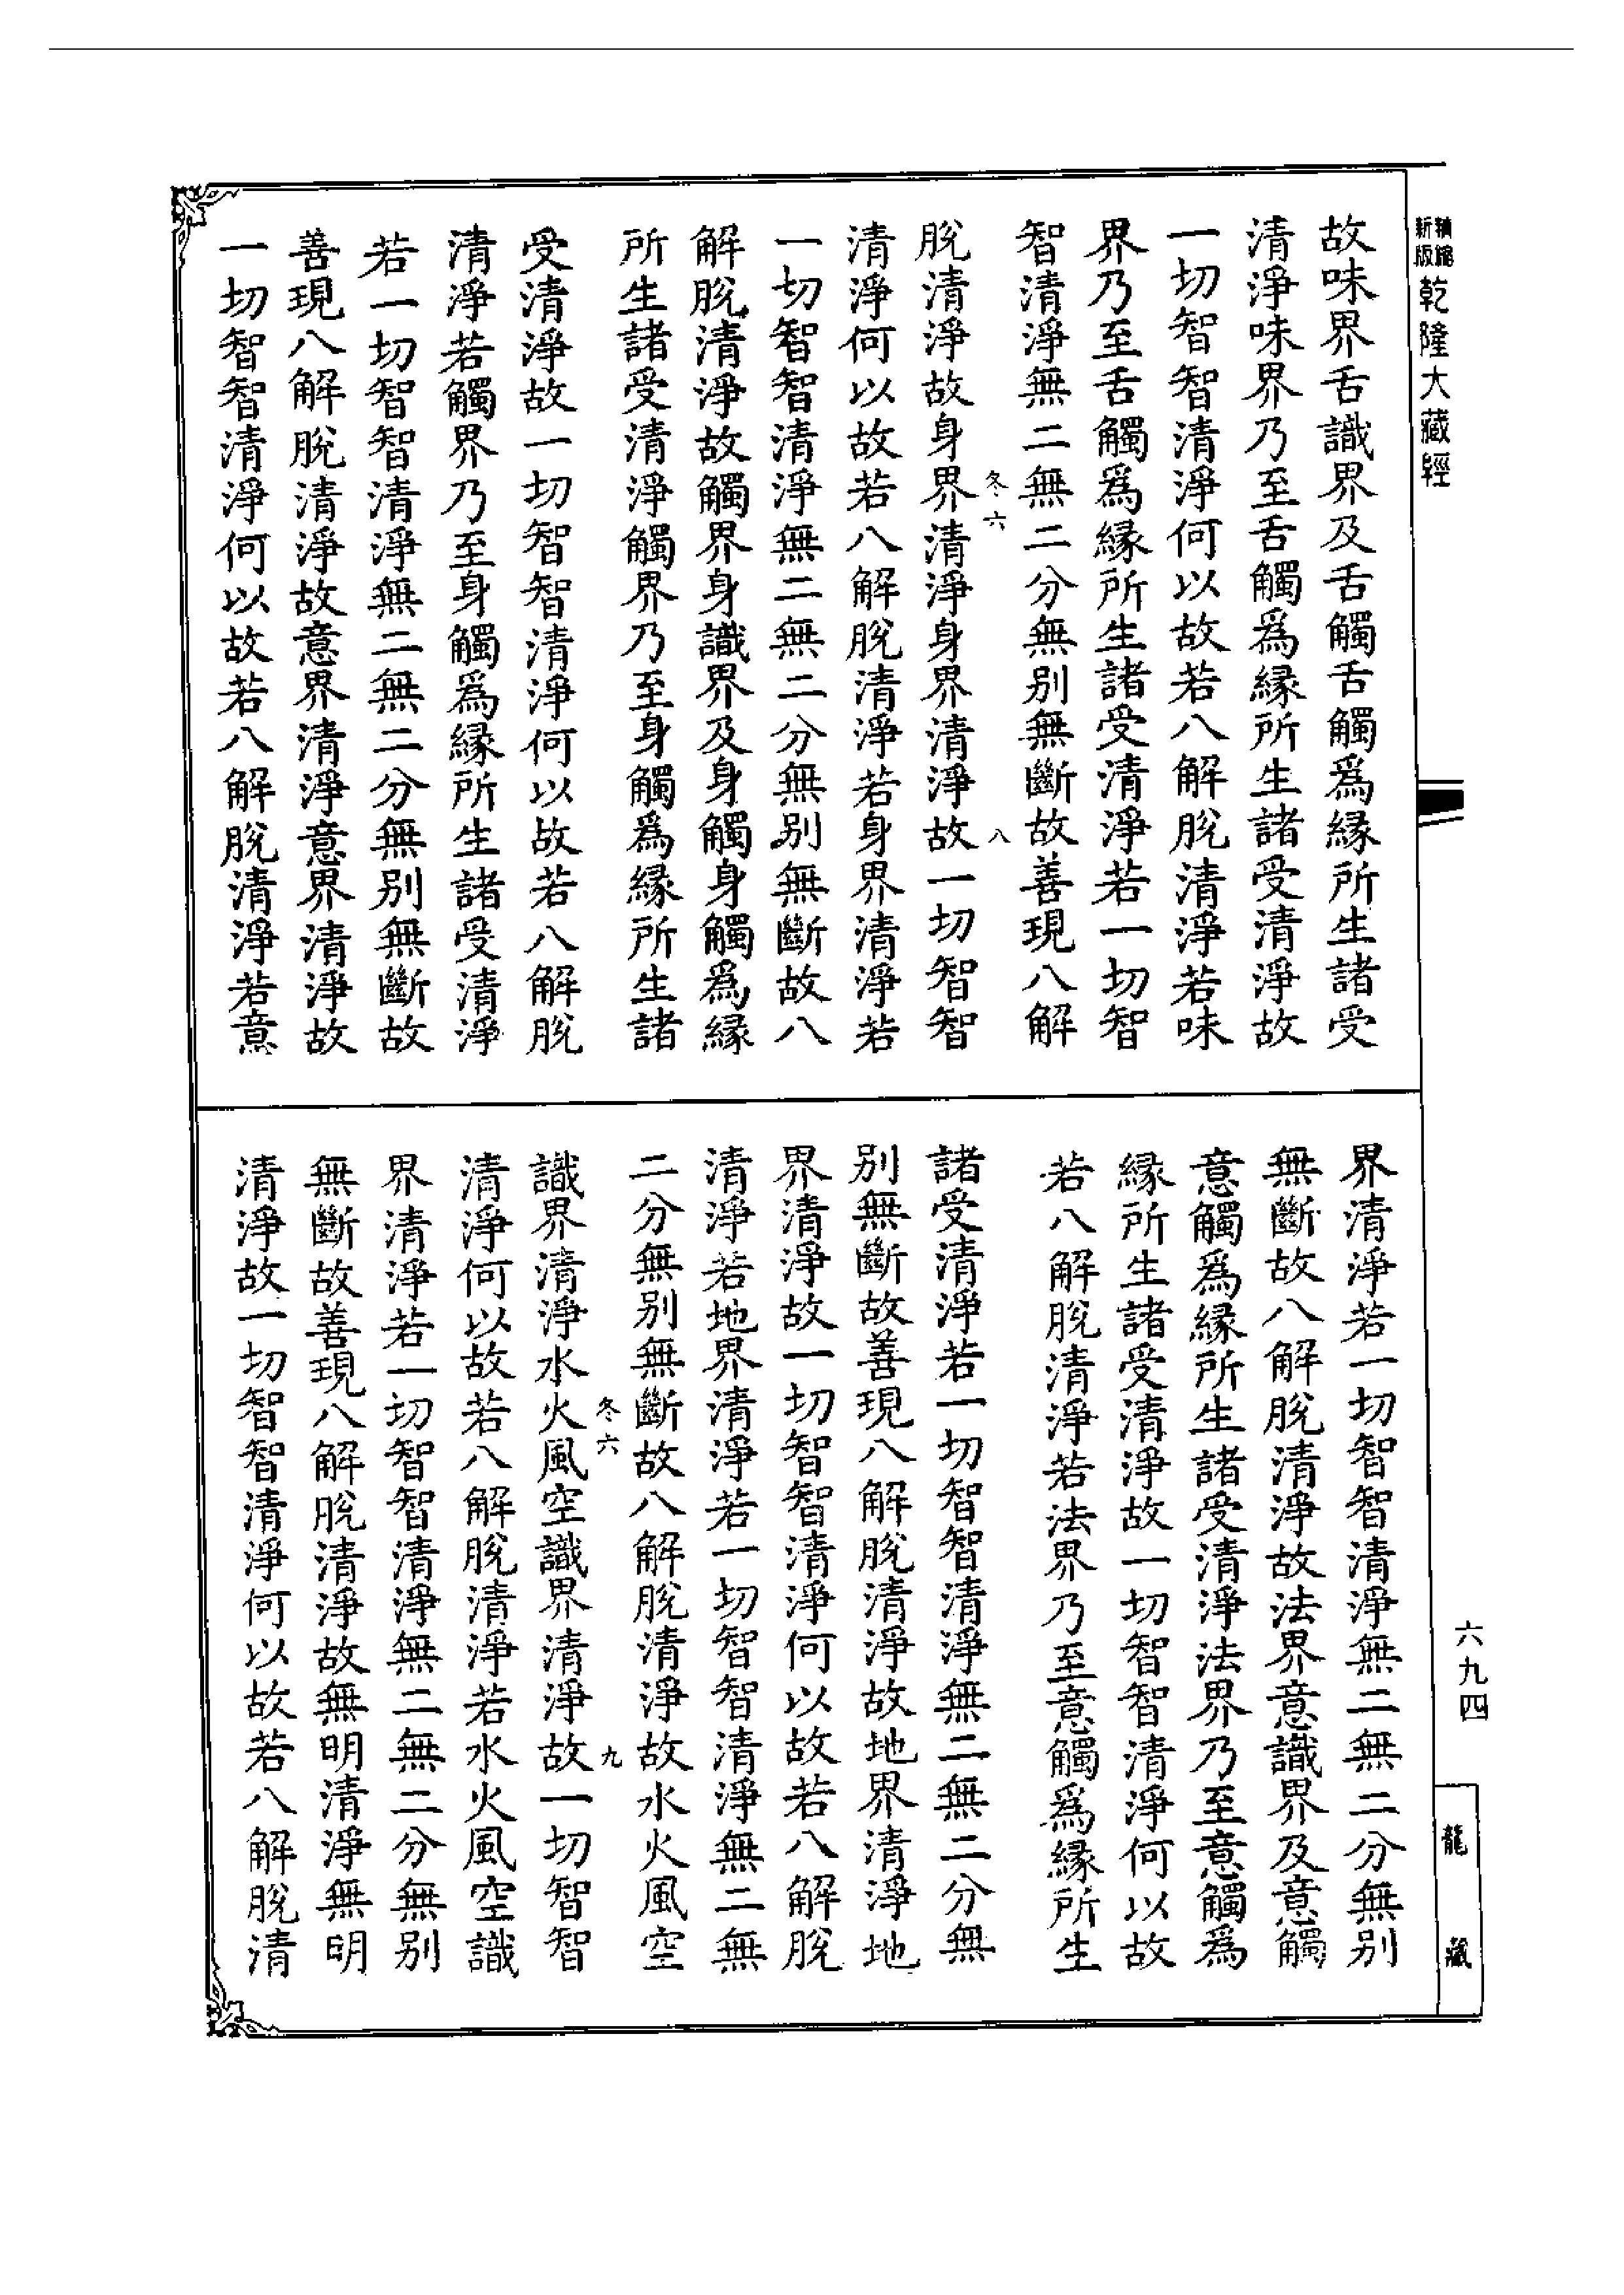 精縮新版乾隆大藏經
故味界舌識界及舌觸舌觸爲緣所生諸受
清淨味界乃至舌觸爲緣所生諸受清淨故
一切智智清淨何以故若八解脫清淨若味
界乃至舌觸爲緣所生諸受清淨若一切智
智清淨無二無二分無別無斷故善現八解
冬六 八
脫清淨故身界清淨身界清淨故一切智智
清淨何以故若八解脫清淨若身界清淨若
一切智智清淨無二無二分無別無斷故八
解脫清淨故觸界身識界及身觸身觸爲緣
所生諸受清淨觸界乃至身觸爲緣所生諸
受清淨故一切智智清淨何以故若八解脫
清淨若觸界乃至身觸爲緣所生諸受清淨
若一切智智清淨無二無二分無別無斷故
善現八解脫清淨故意界清淨意界清淨故
一切智智清淨何以故若八解脫清淨若意
界清淨若一切智智清淨無二無二分無別
無斷故八解脫清淨故法界意識界及意觸
意觸爲緣所生諸受清淨法界乃至意觸爲
緣所生諸受清淨故一切智智清淨何以故
若八解脫清淨若法界乃至意觸爲緣所生
諸受清淨若一切智智清淨無二無二分無
別無斷故善現八解脫清淨故地界清淨地
界清淨故一切智智清淨何以故若八解脫
清淨若地界清淨若一切智智清淨無二無
二分無別無斷故八解脫清淨故水火風空
冬六 九
識界清淨水火風空識界清淨故一切智智
清淨何以故若八解脫清淨若水火風空識
界清淨若一切智智清淨無二無二分無別
無斷故善現八解脫清淨故無明清淨無明
清淨故一切智智清淨何以故若八解脫清
六九四
龍藏